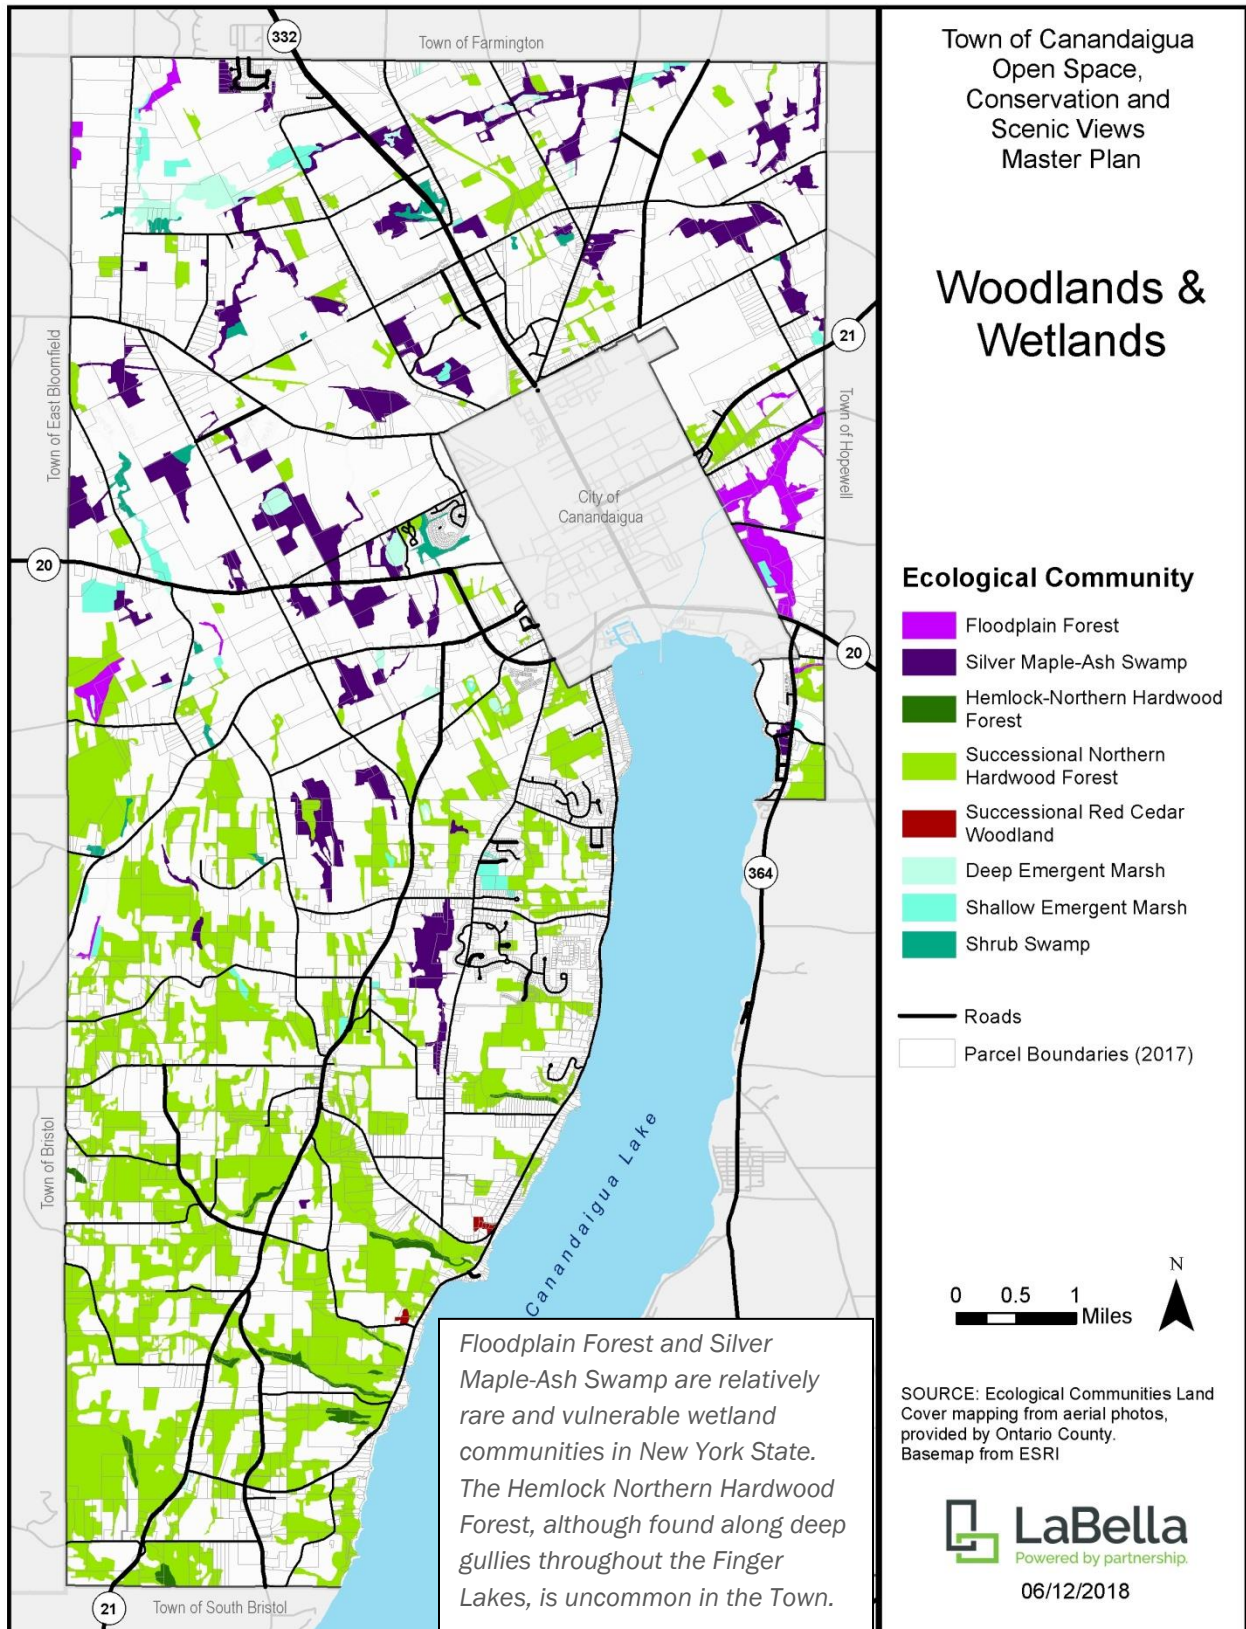 Town of Canandaigua
Open Space,
Conservation and
Scenic Views
Master Plan
Woodlands &
Wetlands
Ecological Community
Floodplain Forest
Silver Maple-Ash Swamp
Hemlock-Northern Hardwood
Forest
Successional Northern
Hardwood Forest
Successional Red Cedar
Woodland
Deep Emergent Marsh
Shallow Emergent Marsh
Shrub Swamp
Roads
Parcel Boundaries (2017)
N
0 0.5 1
Miles
SOURCE: Ecological Communities Land
Cover mapping from aerial photos,
provided by Ontario County.
Basemap from ESRI
LaBella
Powered by partnership.
06/12/2018
332
Town of Farmington
21
Town of East Bloomfield
Town of Hopewell
City of
Canandaigua
20
20
364
Town of Bristol
Canandaigua Lake
21
Town of South Bristol
Floodplain Forest and Silver
Maple-Ash Swamp are relatively
rare and vulnerable wetland
communities in New York State.
The Hemlock Northern Hardwood
Forest, although found along deep
gullies throughout the Finger
Lakes, is uncommon in the Town.